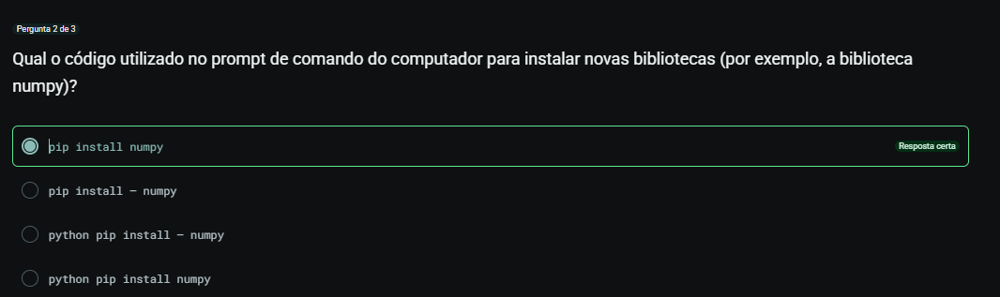 Pergunta 2 de 3
Qual o código utilizado no prompt de comando do computador para instalar novas bibliotecas (por exemplo, a biblioteca
numpy)?
pip install numpy
Resposta certa
pip install – numpy
python pip install – numpy
python pip install numpy